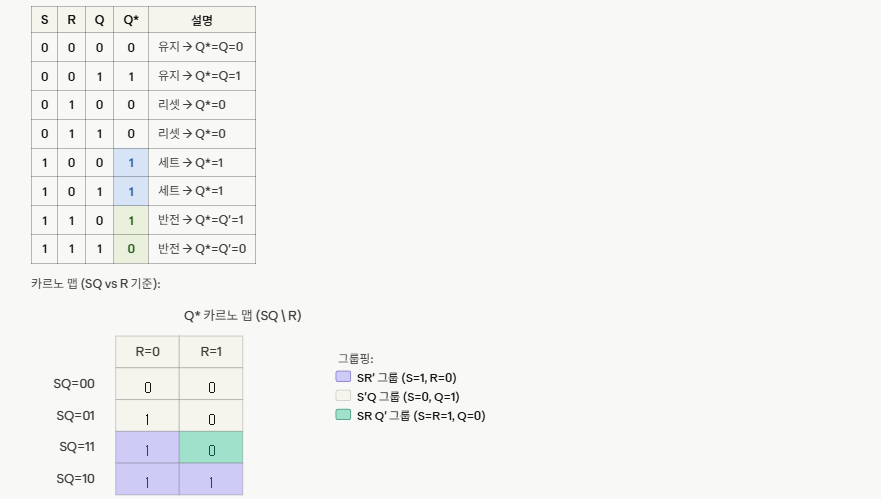 S R Q Q* 설명
0 0 0 0 유지 → Q*=Q=0
0 0 1 1 유지 → Q*=Q=1
0 1 0 0 리셋 → Q*=0
0 1 1 0 리셋 → Q*=0
1 0 0 1 세트 → Q*=1
1 0 1 1 세트 → Q*=1
1 1 0 1 반전 → Q*=Q′=1
1 1 1 0 반전 → Q*=Q′=0
카르노 맵 (SQ vs R 기준):
Q* 카르노 맵 (SQ \ R)
R=0 R=1
SQ=00 0 0
SQ=01 1 0
SQ=11 1 0
SQ=10 1 1
그룹핑:
SR′ 그룹 (S=1, R=0)
S′Q 그룹 (S=0, Q=1)
SR Q′ 그룹 (S=R=1, Q=0)